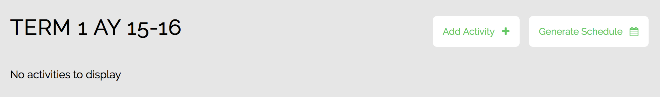 TERM 1 AY 15-16
Add Activity
Generate Schedule
No activities to display